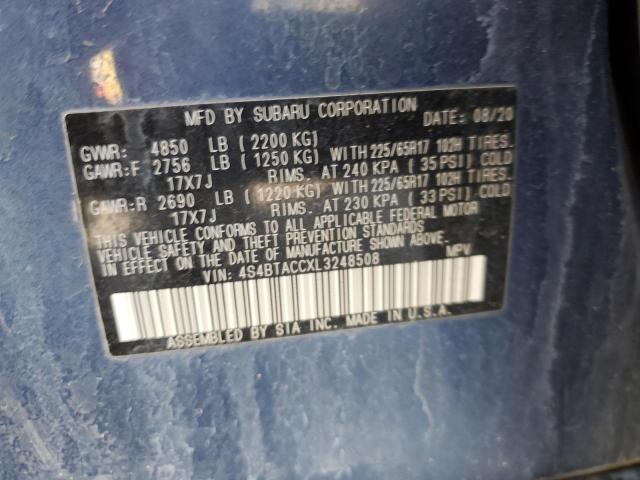 MFD BY SUBARU CORPORATION DATE: 08/20
GVWR: 4850 LB (2200 KG)
GAWR:F 2756 LB (1250 KG) WITH 225/65R17 102H TIRES.
17X7J RIMS. AT 240 KPA (35 PSI) COLD
GAWR:R 2690 LB (1220 KG) WITH 225/65R17 102H TIRES.
17X7J RIMS. AT 230 KPA (33 PSI) COLD
THIS VEHICLE CONFORMS TO ALL APPLICABLE FEDERAL MOTOR
VEHICLE SAFETY AND THEFT PREVENTION STANDARDS
IN EFFECT ON THE DATE OF MANUFACTURE SHOWN ABOVE.
VIN: 4S4BTACCXL3248508 MPV
ASSEMBLED BY SIA INC. MADE IN U.S.A.